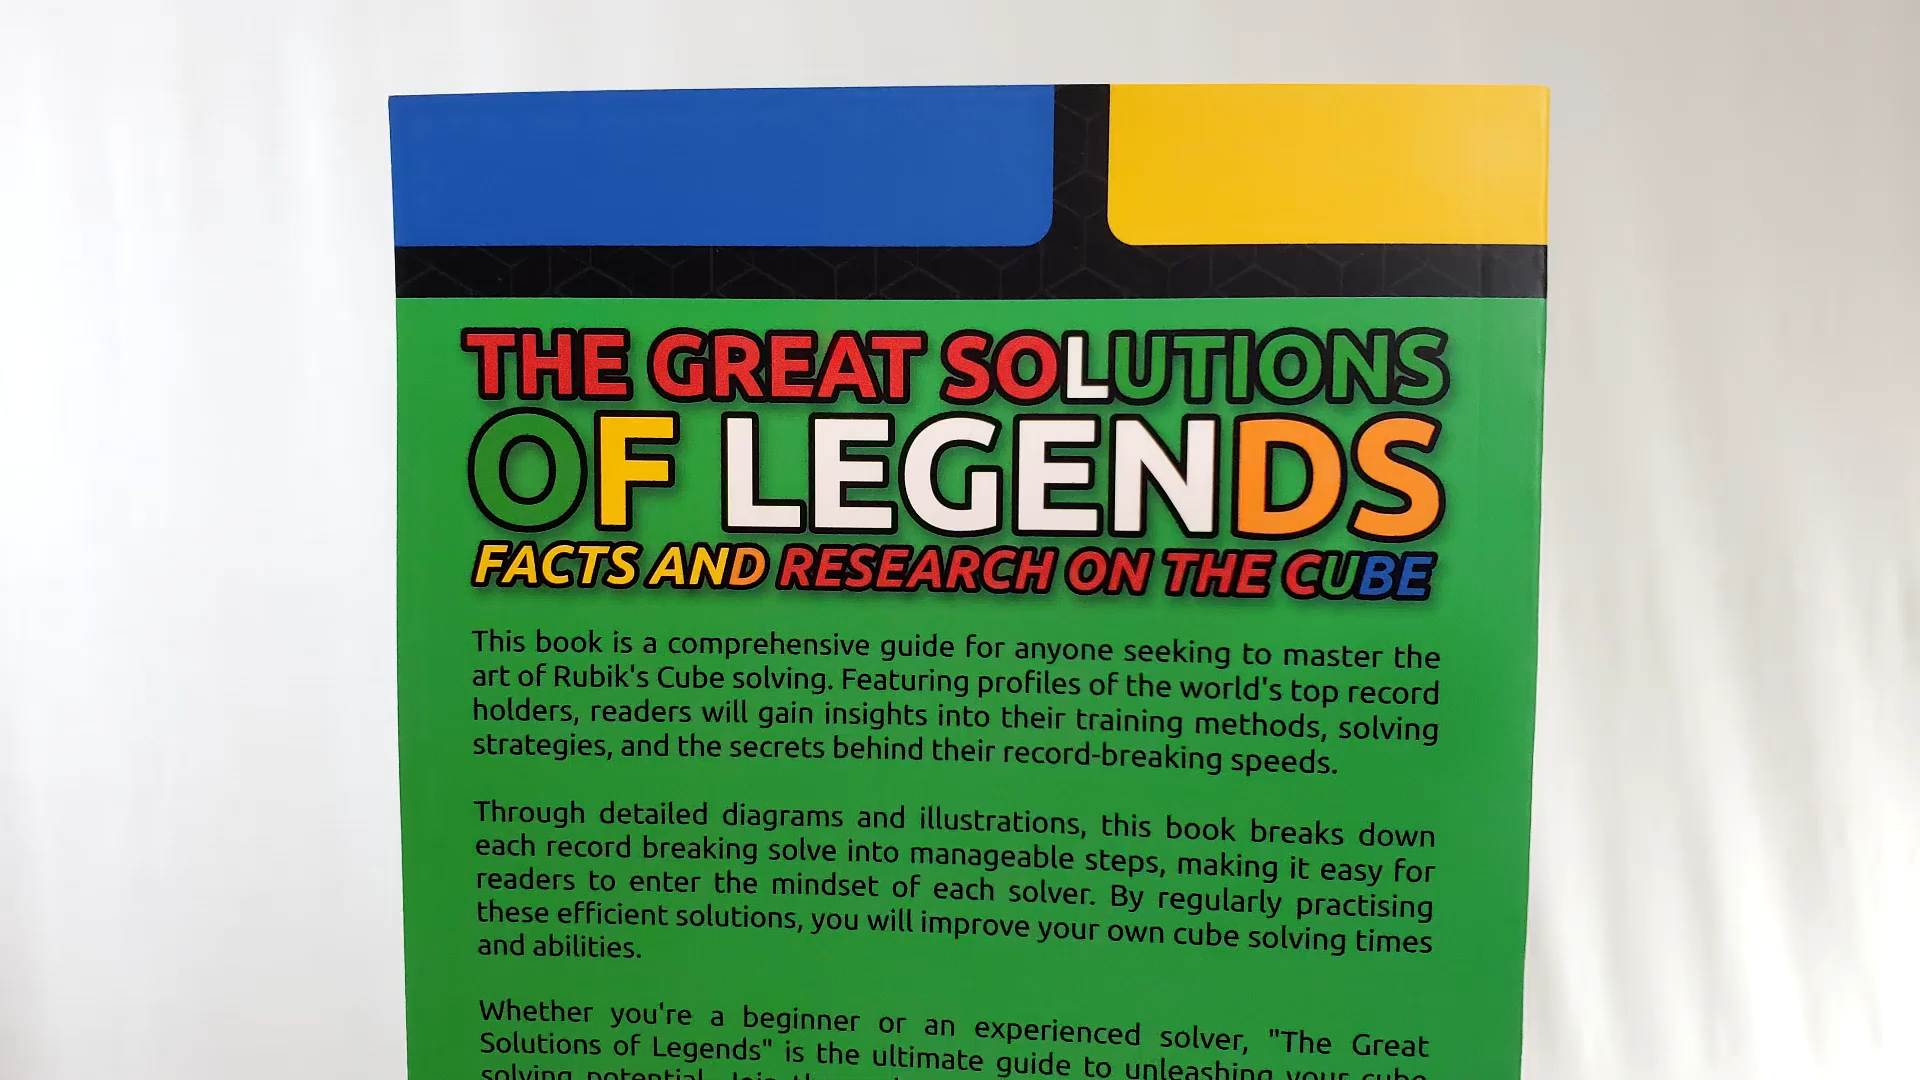 THE GREAT SOLUTIONS
OF LEGENDS
FACTS AND RESEARCH ON THE CUBE
This book is a comprehensive guide for anyone seeking to master the
art of Rubik's Cube solving. Featuring profiles of the world's top record
holders, readers will gain insights into their training methods, solving
strategies, and the secrets behind their record-breaking speeds.
Through detailed diagrams and illustrations, this book breaks down
each record breaking solve into manageable steps, making it easy for
readers to enter the mindset of each solver. By regularly practising
these efficient solutions, you will improve your own cube solving times
and abilities.
Whether you're a beginner or an experienced solver, "The Great
Solutions of Legends" is the ultimate guide to unleashing your cube
solving potential. Join